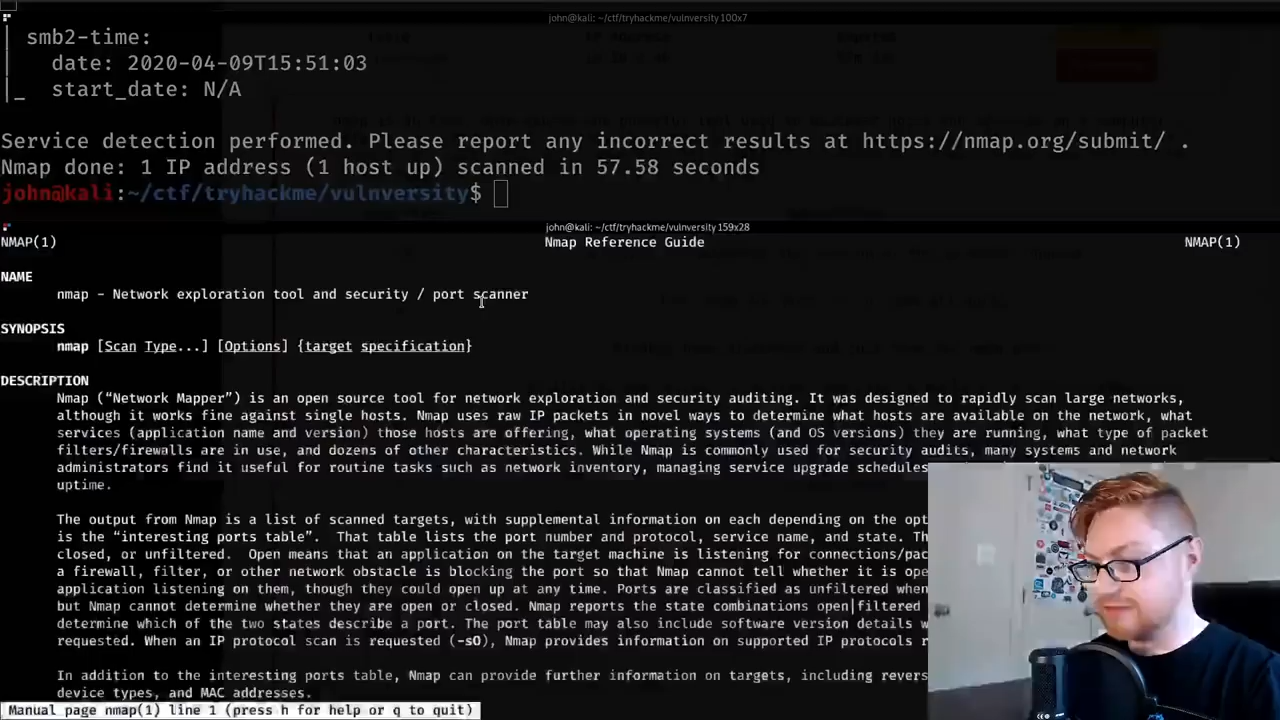 john@kali: ~/ctf/tryhackme/vulnversity 100x7
| smb2-time:
|   date: 2020-04-09T15:51:03
|_  start_date: N/A
Service detection performed. Please report any incorrect results at https://nmap.org/submit/ .
Nmap done: 1 IP address (1 host up) scanned in 57.58 seconds
john@kali:~/ctf/tryhackme/vulnversity$
john@kali: ~/ctf/tryhackme/vulnversity 159x28
NMAP(1) Nmap Reference Guide NMAP(1)
NAME
nmap - Network exploration tool and security / port scanner
SYNOPSIS
nmap [Scan Type...] [Options] {target specification}
DESCRIPTION
Nmap (“Network Mapper”) is an open source tool for network exploration and security auditing. It was designed to rapidly scan large networks,
although it works fine against single hosts. Nmap uses raw IP packets in novel ways to determine what hosts are available on the network, what
services (application name and version) those hosts are offering, what operating systems (and OS versions) they are running, what type of packet
filters/firewalls are in use, and dozens of other characteristics. While Nmap is commonly used for security audits, many systems and network
administrators find it useful for routine tasks such as network inventory, managing service upgrade schedules
uptime.
The output from Nmap is a list of scanned targets, with supplemental information on each depending on the opt
is the “interesting ports table”.  That table lists the port number and protocol, service name, and state. Th
closed, or unfiltered.  Open means that an application on the target machine is listening for connections/pac
a firewall, filter, or other network obstacle is blocking the port so that Nmap cannot tell whether it is ope
application listening on them, though they could open up at any time. Ports are classified as unfiltered when
but Nmap cannot determine whether they are open or closed. Nmap reports the state combinations open|filtered
determine which of the two states describe a port. The port table may also include software version details w
requested. When an IP protocol scan is requested (-sO), Nmap provides information on supported IP protocols r
In addition to the interesting ports table, Nmap can provide further information on targets, including rever
device types, and MAC addresses.
Manual page nmap(1) line 1 (press h for help or q to quit)